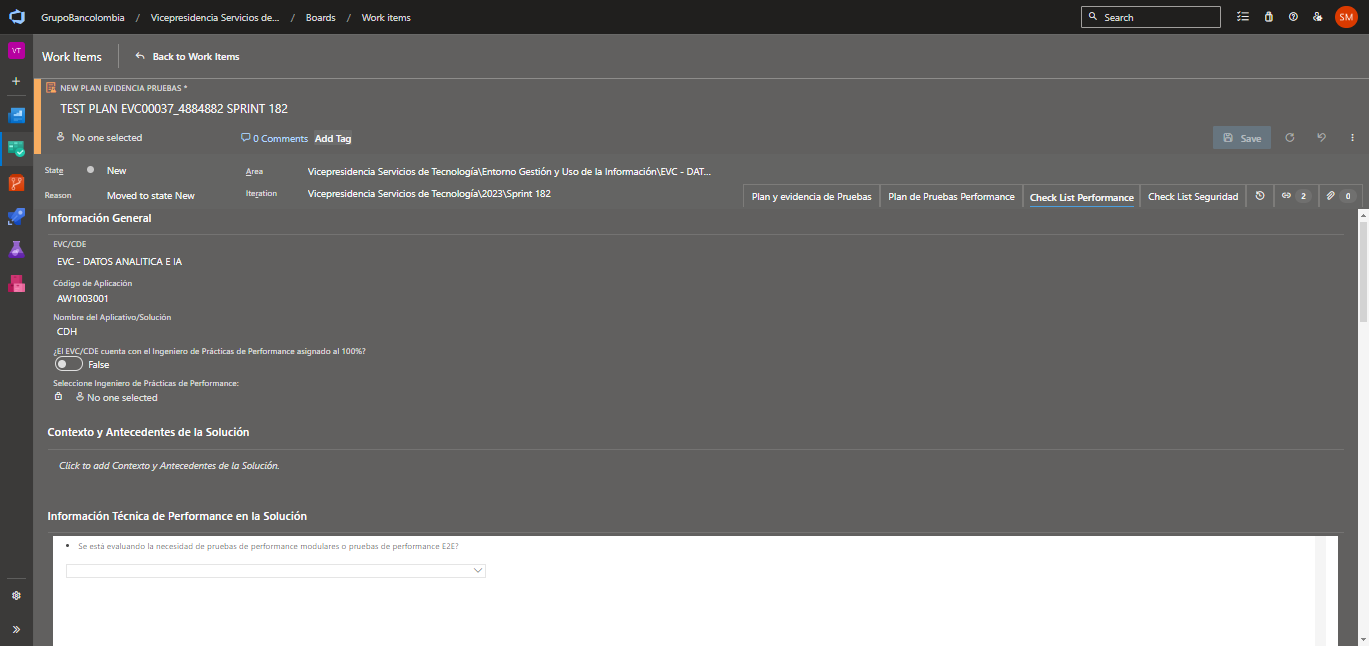 GrupoBancolombia / Vicepresidencia Servicios de... / Boards / Work items
Search
SM
VT
Work Items
Back to Work Items
NEW PLAN EVIDENCIA PRUEBAS *
TEST PLAN EVC00037_4884882 SPRINT 182
No one selected
0 Comments
Add Tag
Save
State
New
Area
Vicepresidencia Servicios de Tecnología\Entorno Gestión y Uso de la Información\EVC - DAT...
Reason
Moved to state New
Iteration
Vicepresidencia Servicios de Tecnología\2023\Sprint 182
Plan y evidencia de Pruebas
Plan de Pruebas Performance
Check List Performance
Check List Seguridad
2
0
Información General
EVC/CDE
EVC - DATOS ANALITICA E IA
Código de Aplicación
AW1003001
Nombre del Aplicativo/Solución
CDH
¿El EVC/CDE cuenta con el Ingeniero de Prácticas de Performance asignado al 100%?
False
Seleccione Ingeniero de Prácticas de Performance:
No one selected
Contexto y Antecedentes de la Solución
Click to add Contexto y Antecedentes de la Solución.
Información Técnica de Performance en la Solución
• Se está evaluando la necesidad de pruebas de performance modulares o pruebas de performance E2E?